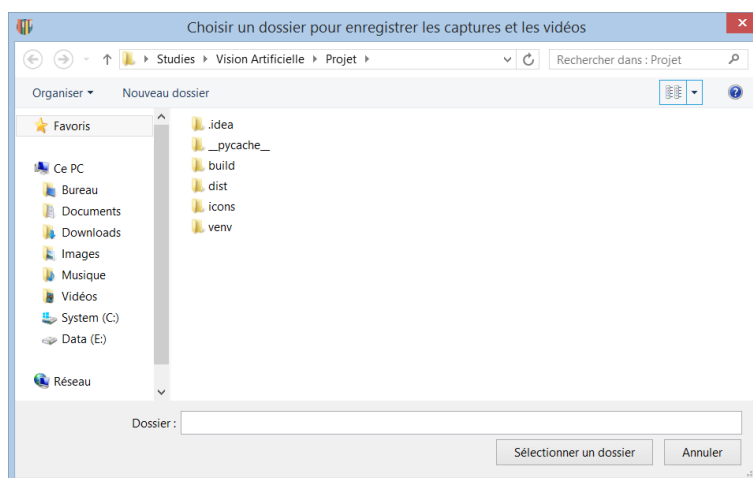 Choisir un dossier pour enregistrer les captures et les vidéos
Studies Vision Artificielle Projet
Rechercher dans : Projet
Organiser Nouveau dossier
Favoris
Ce PC
Bureau
Documents
Downloads
Images
Musique
Vidéos
System (C:)
Data (E:)
Réseau
.idea
__pycache__
build
dist
icons
venv
Dossier :
Sélectionner un dossier Annuler